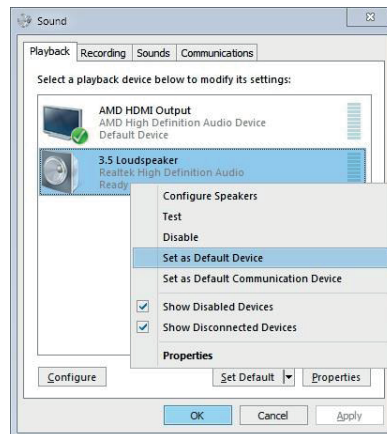 Sound
Playback Recording Sounds Communications
Select a playback device below to modify its settings:
AMD HDMI Output
AMD High Definition Audio Device
Default Device
3.5 Loudspeaker
Realtek High Definition Audio
Ready
Configure Speakers
Test
Disable
Set as Default Device
Set as Default Communication Device
Show Disabled Devices
Show Disconnected Devices
Properties
Configure Set Default Properties
OK Cancel Apply